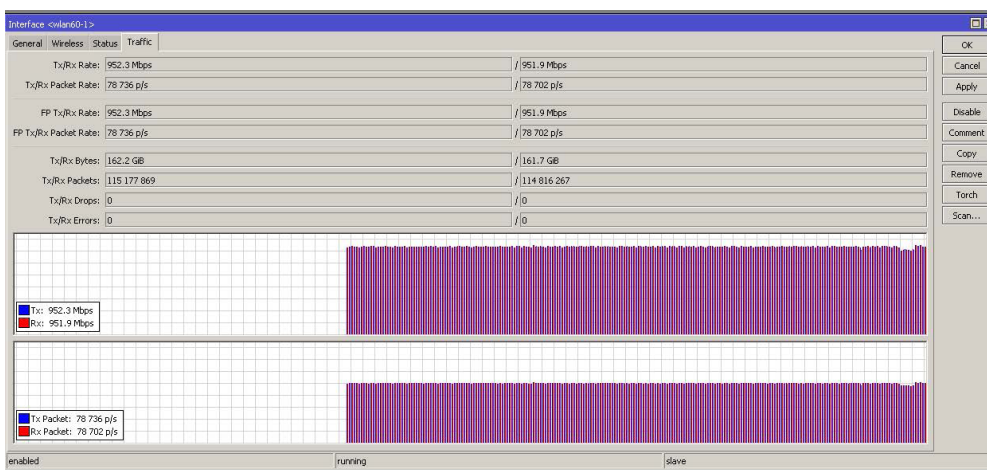 Interface <wlan60-1>
General Wireless Status Traffic
OK
Tx/Rx Rate: 952.3 Mbps / 951.9 Mbps
Cancel
Tx/Rx Packet Rate: 78 736 p/s / 78 702 p/s
Apply
FP Tx/Rx Rate: 952.3 Mbps / 951.9 Mbps
Disable
FP Tx/Rx Packet Rate: 78 736 p/s / 78 702 p/s
Comment
Tx/Rx Bytes: 162.2 GiB / 161.7 GiB
Copy
Tx/Rx Packets: 115 177 869 / 114 816 267
Remove
Tx/Rx Drops: 0 / 0
Torch
Tx/Rx Errors: 0 / 0
Scan...
Tx: 952.3 Mbps
Rx: 951.9 Mbps
Tx Packet: 78 736 p/s
Rx Packet: 78 702 p/s
enabled running slave